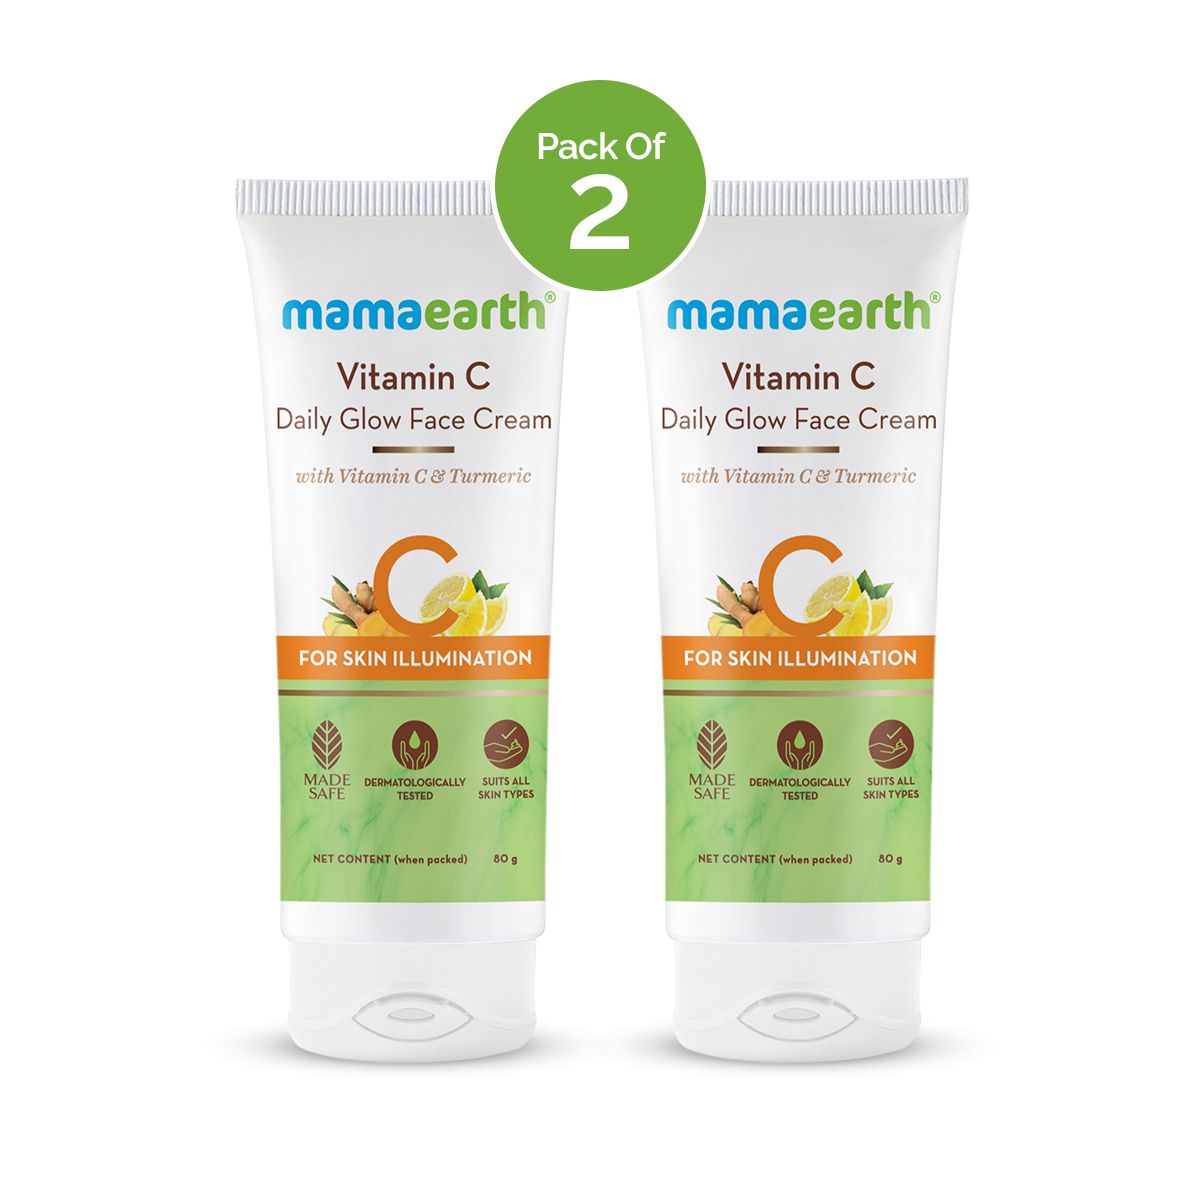 Pack Of
2
mamaearth®
Vitamin C
Daily Glow Face Cream
with Vitamin C & Turmeric
C
FOR SKIN ILLUMINATION
MADE
SAFE
DERMATOLOGICALLY
TESTED
SUITS ALL
SKIN TYPES
NET CONTENT (when packed) 80 g
mamaearth®
Vitamin C
Daily Glow Face Cream
with Vitamin C & Turmeric
C
FOR SKIN ILLUMINATION
MADE
SAFE
DERMATOLOGICALLY
TESTED
SUITS ALL
SKIN TYPES
NET CONTENT (when packed) 80 g